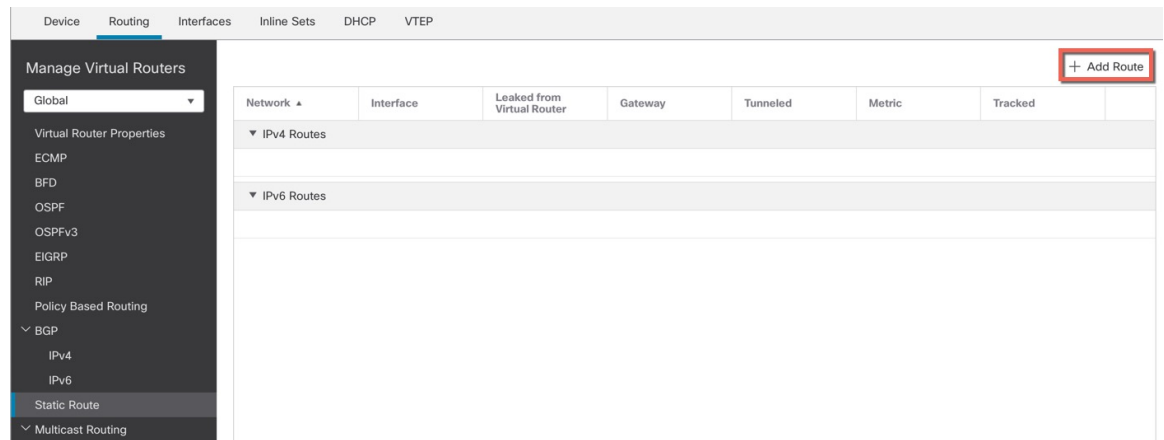 Device Routing Interfaces Inline Sets DHCP VTEP
Manage Virtual Routers
Global
Virtual Router Properties
ECMP
BFD
OSPF
OSPFv3
EIGRP
RIP
Policy Based Routing
BGP
IPv4
IPv6
Static Route
Multicast Routing
+ Add Route
Network Interface Leaked from Virtual Router Gateway Tunneled Metric Tracked
IPv4 Routes
IPv6 Routes